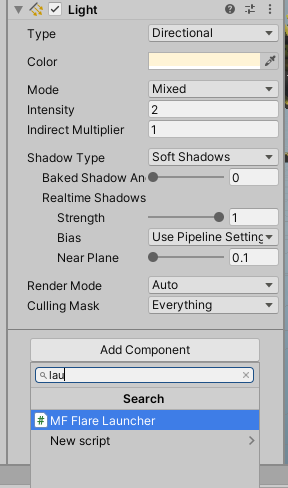 Light
Type Directional
Color
Mode Mixed
Intensity 2
Indirect Multiplier 1
Shadow Type Soft Shadows
Baked Shadow An 0
Realtime Shadows
Strength 1
Bias Use Pipeline Setting
Near Plane 0.1
Render Mode Auto
Culling Mask Everything
Add Component
lau
Search
# MF Flare Launcher
New script